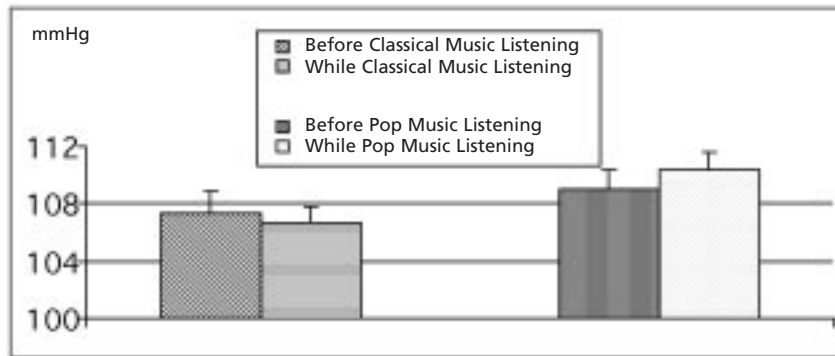 mmHg
Before Classical Music Listening
While Classical Music Listening
Before Pop Music Listening
While Pop Music Listening
112
108
104
100